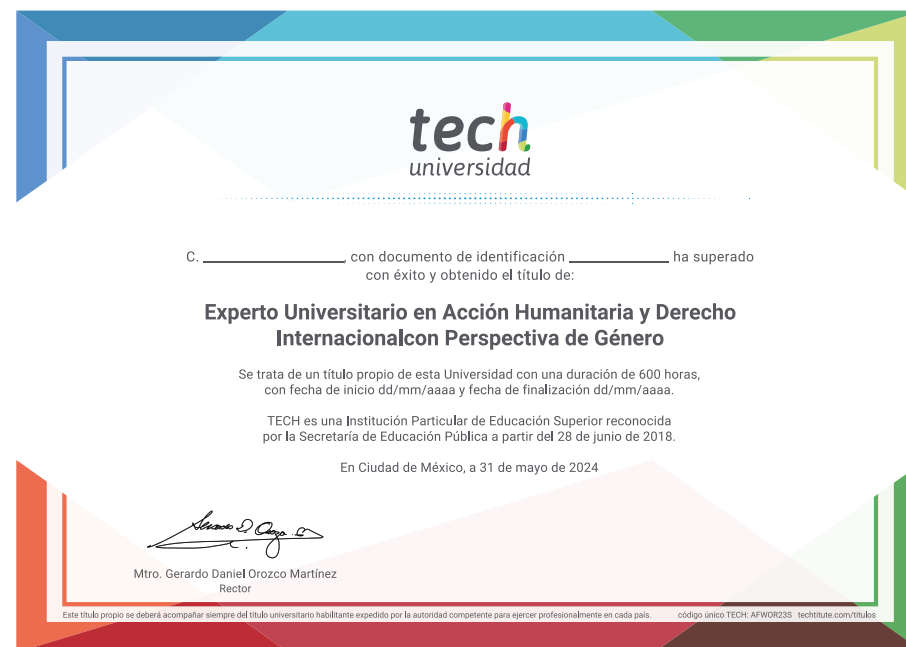 tech
universidad
C. ____________, con documento de identificación ____________ ha superado
con éxito y obtenido el título de:
Experto Universitario en Acción Humanitaria y Derecho
Internacionalcon Perspectiva de Género
Se trata de un título propio de esta Universidad con una duración de 600 horas,
con fecha de inicio dd/mm/aaaa y fecha de finalización dd/mm/aaaa.
TECH es una Institución Particular de Educación Superior reconocida
por la Secretaría de Educación Pública a partir del 28 de junio de 2018.
En Ciudad de México, a 31 de mayo de 2024
Mtro. Gerardo Daniel Orozco Martínez
Rector
Este título propio se deberá acompañar siempre del título universitario habilitante expedido por la autoridad competente para ejercer profesionalmente en cada país. código único TECH: AFWOR23S techtitute.com/titulos